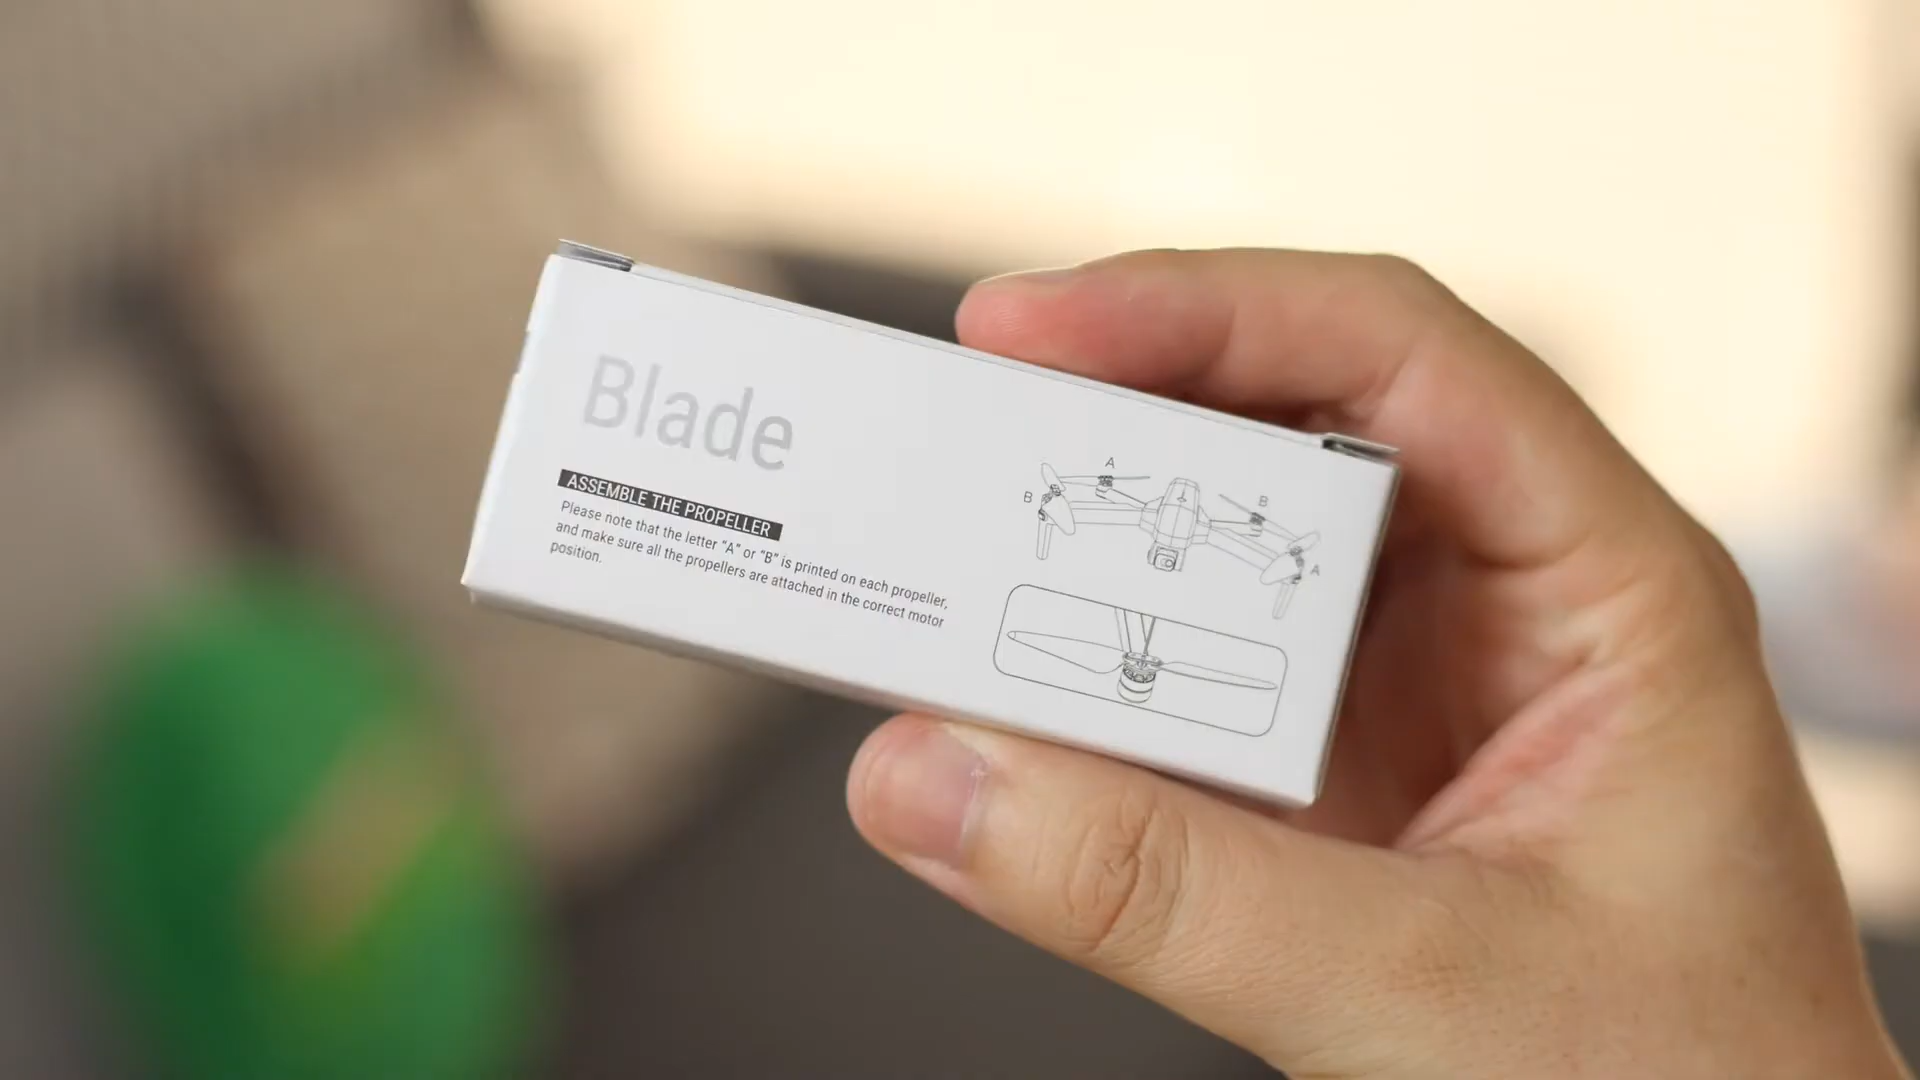 Blade
ASSEMBLE THE PROPELLER
Please note that the letter “A” or “B” is printed on each propeller,
and make sure all the propellers are attached in the correct motor
position.
A
B
B
A